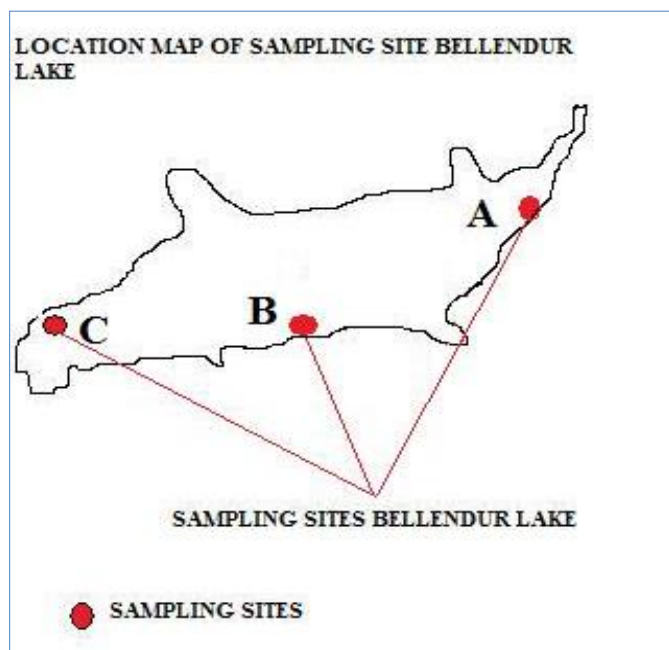 LOCATION MAP OF SAMPLING SITE BELLENDUR
LAKE
A
B
C
SAMPLING SITES BELLENDUR LAKE
SAMPLING SITES